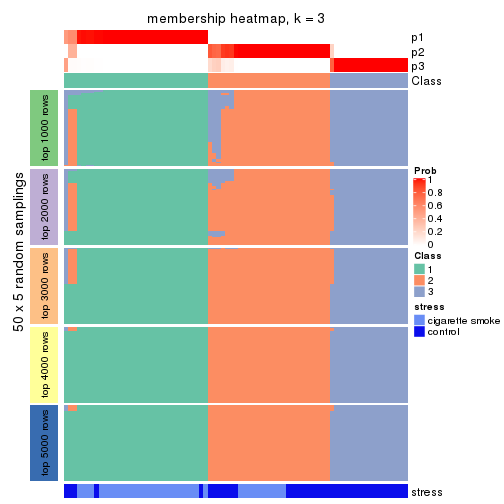 membership heatmap, k = 3
p1
p2
p3
Class
50 x 5 random samplings
top 1000 rows
top 2000 rows
top 3000 rows
top 4000 rows
top 5000 rows
stress
Prob
1
0.8
0.6
0.4
0.2
0
Class
1
2
3
stress
cigarette smoke
control